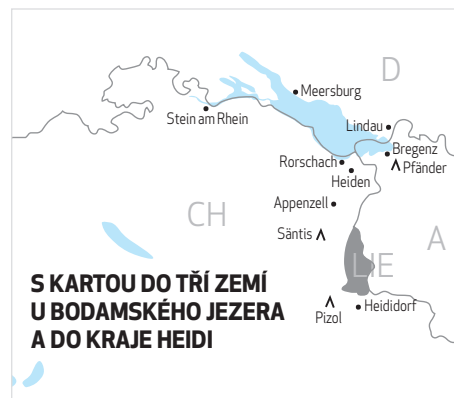 D
Meersburg
Stein am Rhein
Lindau
Bregenz
Pfänder
Rorschach
Heiden
CH
Appenzell
A
Säntis
LIE
S KARTOU DO TŘÍ ZEMÍ
U BODAMSKÉHO JEZERA
A DO KRAJE HEIDI
Heididorf
Pizol